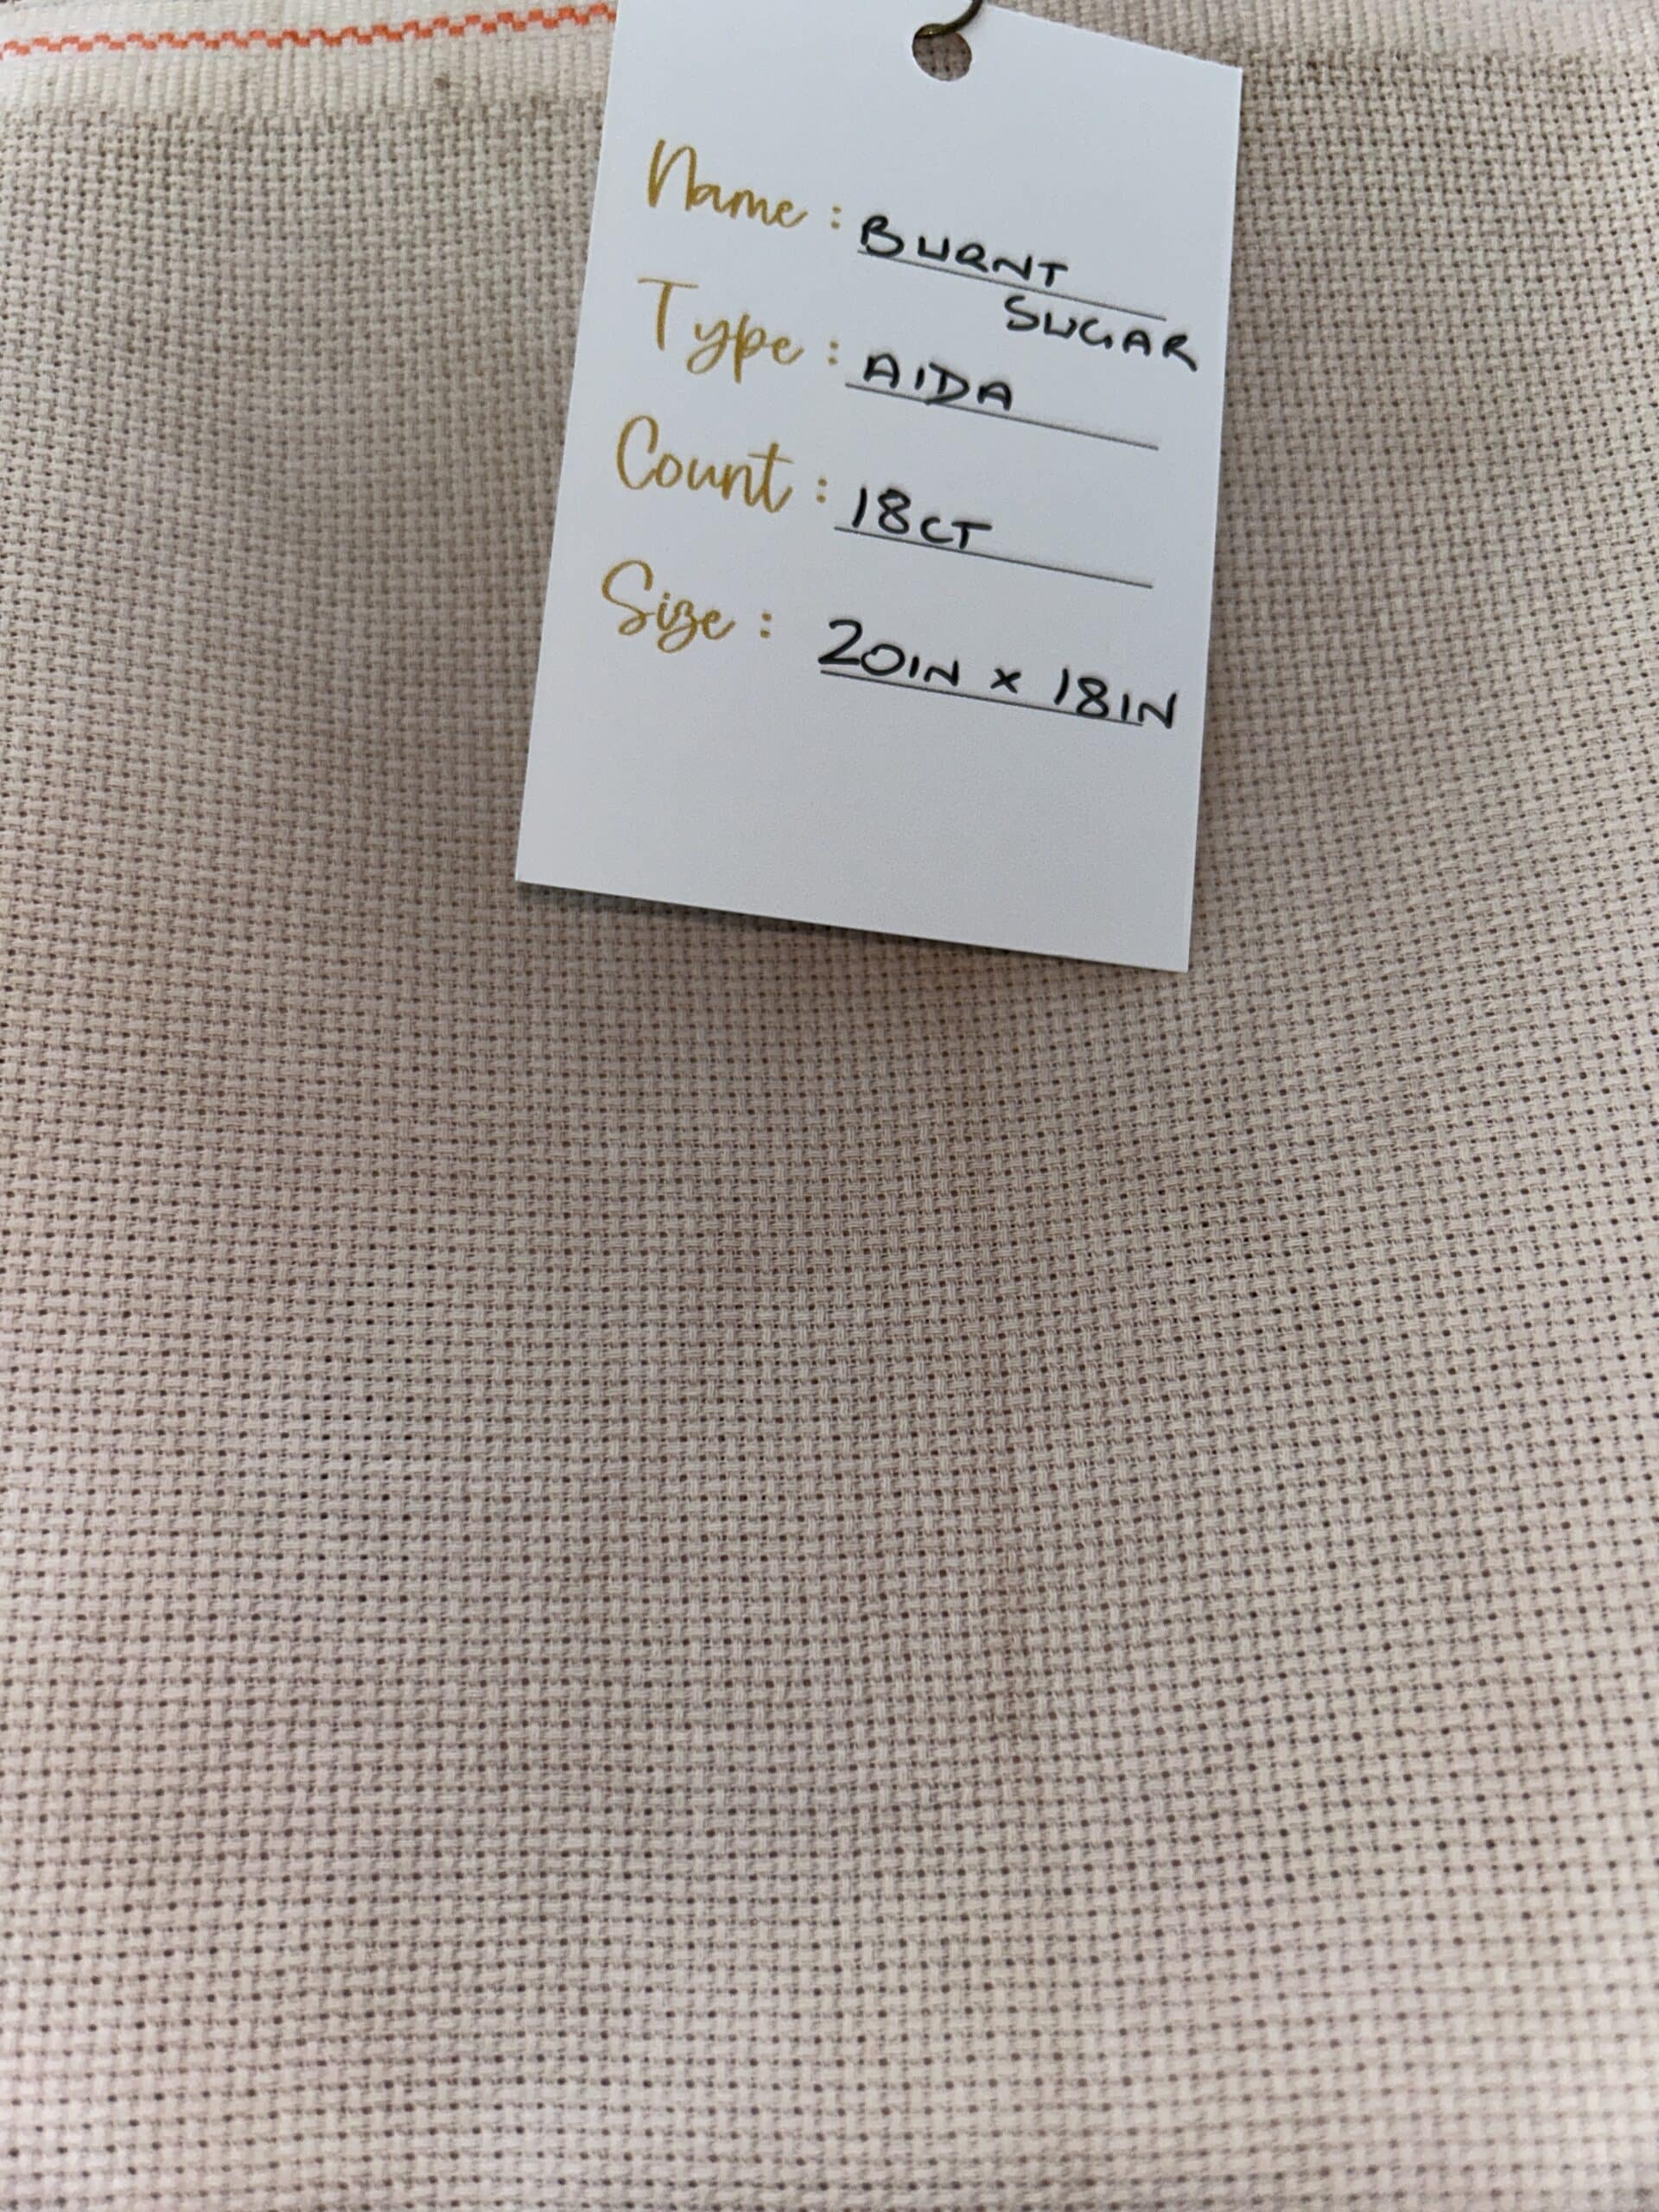 Name : BURNT
SUGAR
Type : AIDA
Count : 18CT
Size : 20IN x 18IN